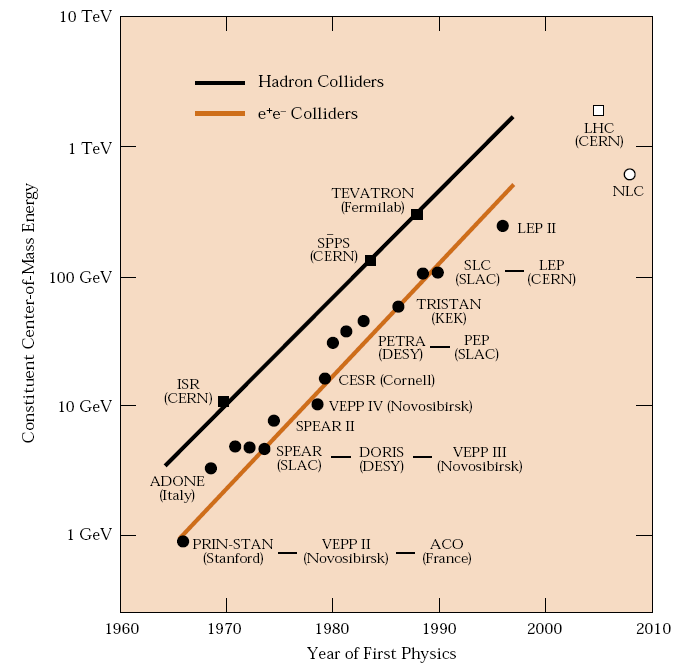 10 TeV
1 TeV
100 GeV
10 GeV
1 GeV
Constituent Center-of-Mass Energy
Hadron Colliders
e⁺e⁻ Colliders
LHC
(CERN)
NLC
TEVATRON
(Fermilab)
Sp̅PS
(CERN)
LEP II
SLC — LEP
(SLAC) (CERN)
TRISTAN
(KEK)
PETRA — PEP
(DESY) (SLAC)
CESR (Cornell)
ISR
(CERN)
VEPP IV (Novosibirsk)
SPEAR II
SPEAR — DORIS — VEPP III
(SLAC) (DESY) (Novosibirsk)
ADONE
(Italy)
PRIN-STAN — VEPP II — ACO
(Stanford) (Novosibirsk) (France)
1960 1970 1980 1990 2000 2010
Year of First Physics